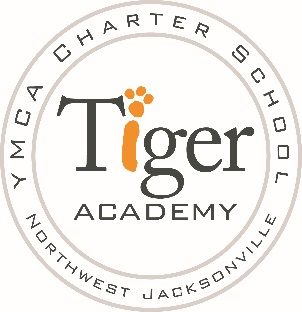 YMCA CHARTER SCHOOL
Tiger
ACADEMY
NORTHWEST JACKSONVILLE